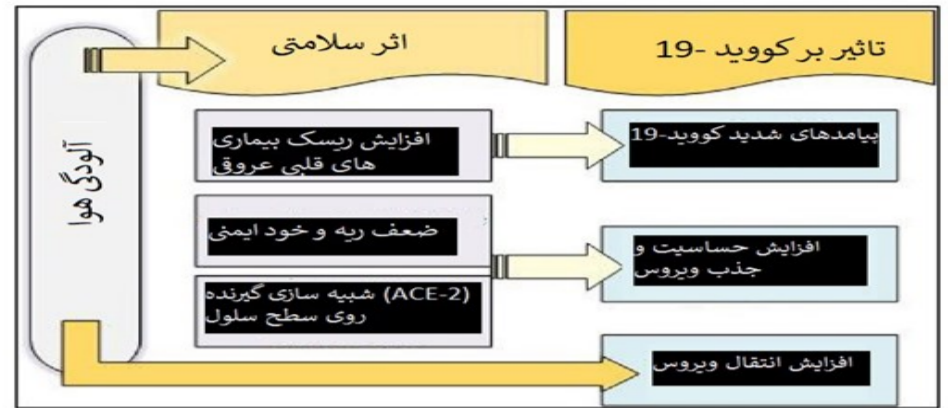 تاثیر بر کووید -19
اثر سلامتی
آلودگی هوا
افزایش ریسک بیماری
های قلبی عروقی
پیامدهای شدید کووید-19
ضعف ریه و خود ایمنی
افزایش حساسیت و
جذب ویروس
(ACE-2) شبیه سازی گیرنده
روی سطح سلول
افزایش انتقال ویروس